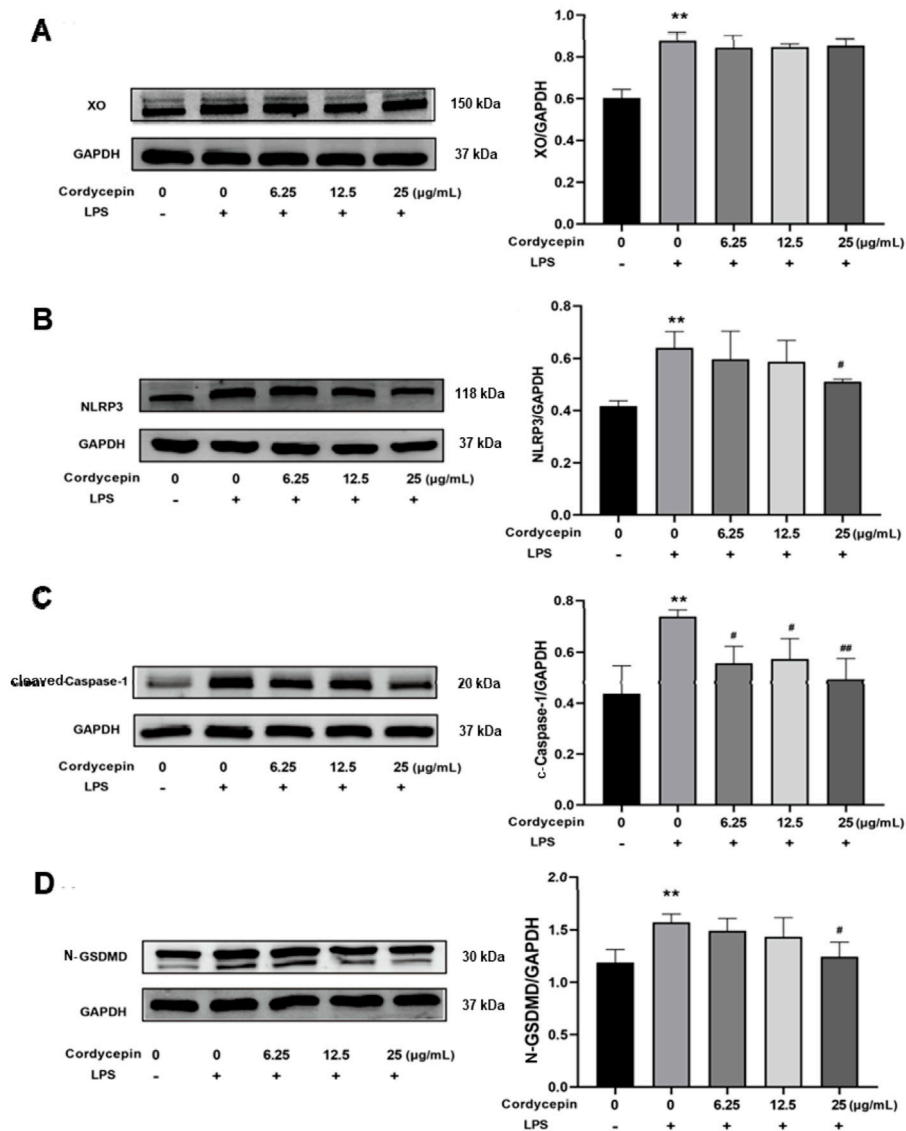 A
XO 150 kDa
GAPDH 37 kDa
Cordycepin 0 0 6.25 12.5 25 (μg/mL)
LPS - + + + +
XO/GAPDH
1.0
0.8
0.6
0.4
0.2
0.0
**
Cordycepin 0 0 6.25 12.5 25 (μg/mL)
LPS - + + + +
B
NLRP3 118 kDa
GAPDH 37 kDa
Cordycepin 0 0 6.25 12.5 25 (μg/mL)
LPS - + + + +
NLRP3/GAPDH
0.8
0.6
0.4
0.2
0.0
**
#
Cordycepin 0 0 6.25 12.5 25 (μg/mL)
LPS - + + + +
C
cleaved-Caspase-1 20 kDa
GAPDH 37 kDa
Cordycepin 0 0 6.25 12.5 25 (μg/mL)
LPS - + + + +
c-Caspase-1/GAPDH
0.8
0.6
0.4
0.2
0.0
**
# # ##
Cordycepin 0 0 6.25 12.5 25 (μg/mL)
LPS - + + + +
D
N-GSDMD 30 kDa
GAPDH 37 kDa
Cordycepin 0 0 6.25 12.5 25 (μg/mL)
LPS - + + + +
N-GSDMD/GAPDH
2.0
1.5
1.0
0.5
0.0
**
#
Cordycepin 0 0 6.25 12.5 25 (μg/mL)
LPS - + + + +